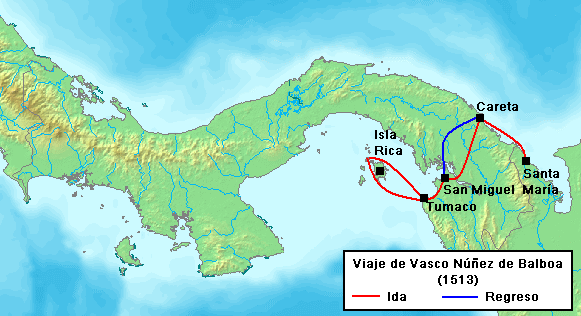 Careta
Isla
Rica
Santa
María
San Miguel
Tumaco
Viaje de Vasco Núñez de Balboa
(1513)
Ida
Regreso